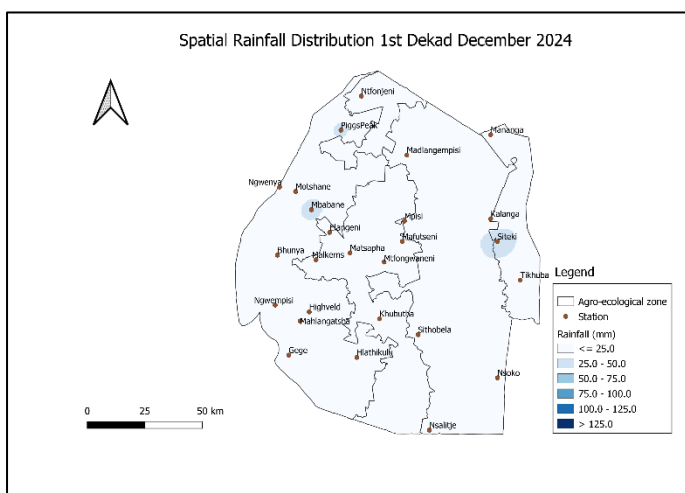 Spatial Rainfall Distribution 1st Dekad December 2024
Ntfonjeni
PiggsPeak
Mananga
Madlangempisi
Ngwenya
Motshane
Mbabane
Mpisi
Kalanga
Elangeni
Mafutseni
Siteki
Bhunya
Malkerns
Matsapha
Mtlongwaneni
Tikhuba
Ngwempisi
Highveld
Mahlangatsha
Khubutha
Sithobela
Gege
Hlathikulu
Nsoko
Nsalitje
Legend
Agro-ecological zone
Station
Rainfall (mm)
<= 25.0
25.0 - 50.0
50.0 - 75.0
75.0 - 100.0
100.0 - 125.0
> 125.0
0 25 50 km